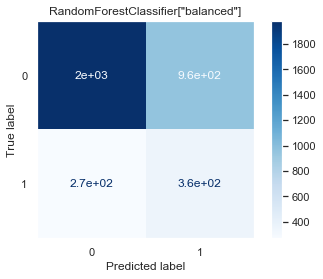 RandomForestClassifier["balanced"]
0
2e+03
9.6e+02
1
2.7e+02
3.6e+02
0
1
True label
Predicted label
1800
1600
1400
1200
1000
800
600
400